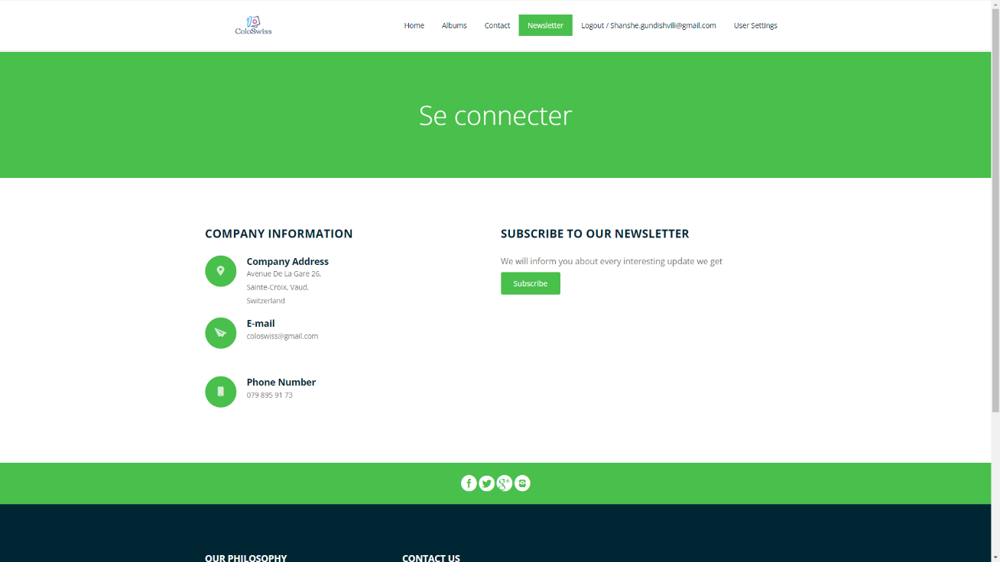 ColoSwiss
Home Albums Contact Newsletter Logout / Shanshe.gundishvili@gmail.com User Settings
Se connecter
COMPANY INFORMATION
Company Address
Avenue De La Gare 26,
Sainte-Croix, Vaud.
Switzerland
E-mail
coloswiss@gmail.com
Phone Number
079 895 91 73
SUBSCRIBE TO OUR NEWSLETTER
We will inform you about every interesting update we get
Subscribe
OUR PHILOSOPHY
CONTACT US